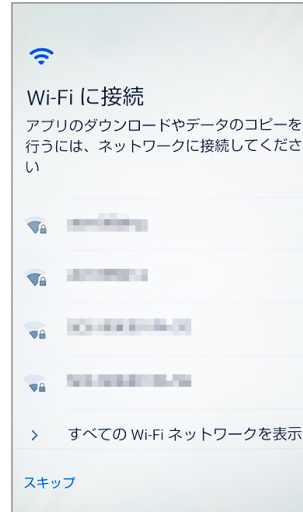 Wi-Fi に接続
アプリのダウンロードやデータのコピーを
行うには、ネットワークに接続してくださ
い
すべての Wi-Fi ネットワークを表示
スキップ